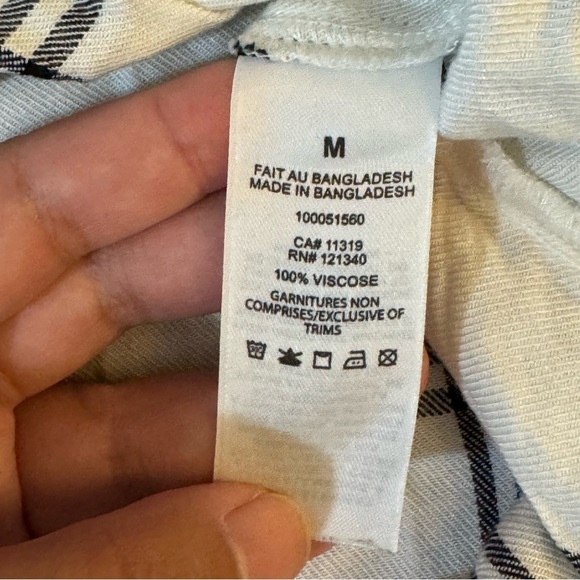 M
FAIT AU BANGLADESH
MADE IN BANGLADESH
100051560
CA# 11319
RN# 121340
100% VISCOSE
GARNITURES NON
COMPRISES/EXCLUSIVE OF
TRIMS